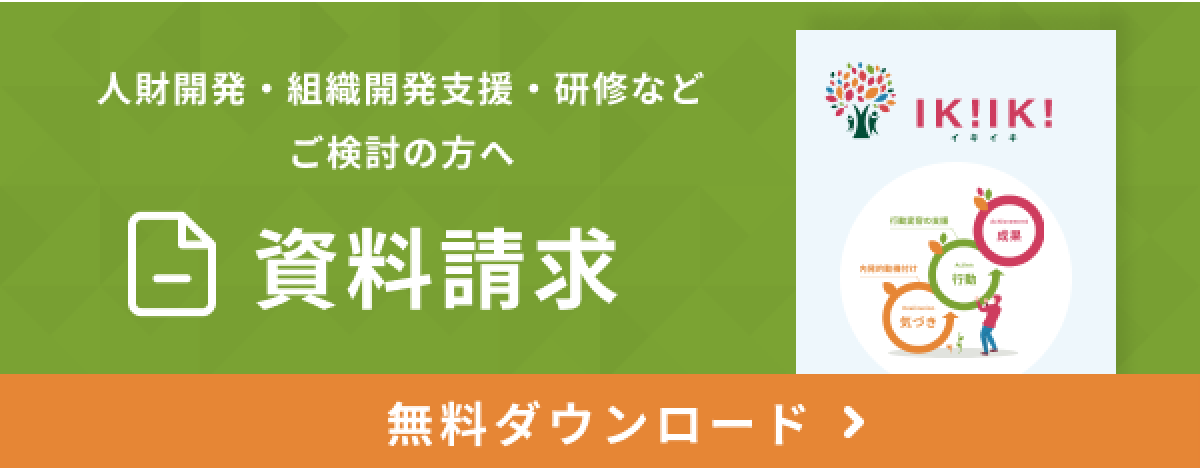 人財開発・組織開発支援・研修など
ご検討の方へ
資料請求
IK!IK!
イキイキ
行動変容の支援
成果
内発的動機付け
行動
気づき
無料ダウンロード